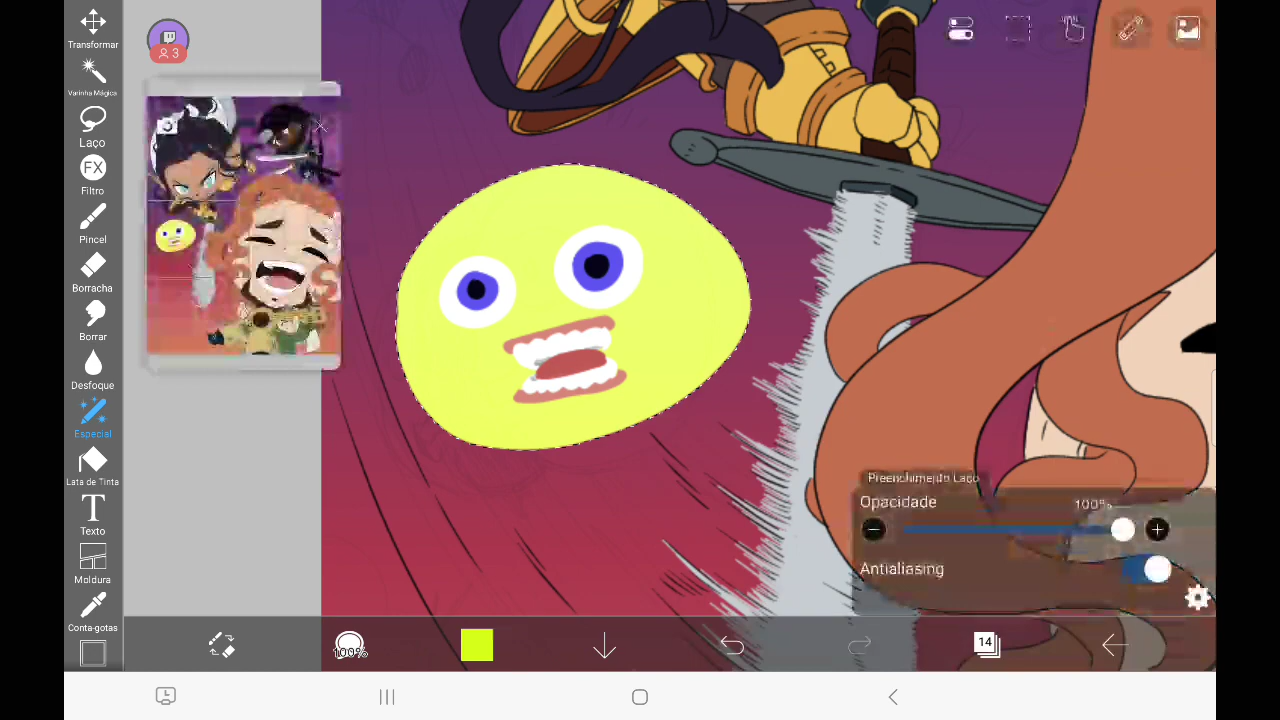 Transformar
Varinha Mágica
Laço
FX
Filtro
Pincel
Borracha
Borrar
Desfoque
Especial
Lata de Tinta
T
Texto
Moldura
Conta-gotas
3
Preenchimento Laço
Opacidade
100%
Antialiasing
100%
14